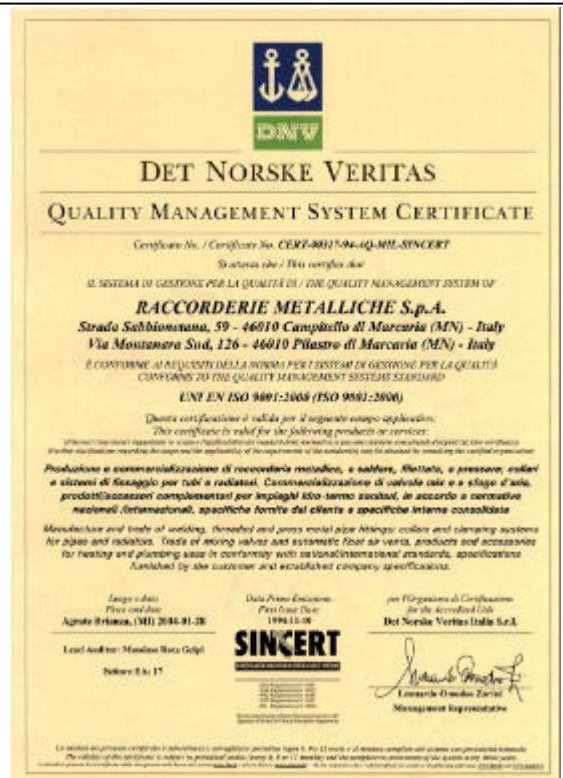 DNV
DET NORSKE VERITAS
QUALITY MANAGEMENT SYSTEM CERTIFICATE
Certificato No. / Certificate No. CERT-00317-94-AQ-MIL-SINCERT
Si attesta che / This certifies that
IL SISTEMA DI GESTIONE PER LA QUALITÀ DI / THE QUALITY MANAGEMENT SYSTEM OF
RACCORDERIE METALLICHE S.p.A.
Strada Sabbionetana, 59 - 46010 Campitello di Marcaria (MN) - Italy
Via Montanara Sud, 126 - 46010 Pilastro di Marcaria (MN) - Italy
È CONFORME AI REQUISITI DELLA NORMA PER I SISTEMI DI GESTIONE PER LA QUALITÀ
CONFORMS TO THE QUALITY MANAGEMENT SYSTEMS STANDARD
UNI EN ISO 9001:2000 (ISO 9001:2000)
Questa certificazione è valida per il seguente campo applicativo:
This certificate is valid for the following products or services:
Produzione e commercializzazione di raccorderia metallica, a saldare, filettata, a pressare, collari
e sistemi di fissaggio per tubi e radiatori. Commercializzazione di valvole mix e a sfogo d'aria,
prodotti/accessori complementari per impieghi idro-termo sanitari, in accordo a normative
nazionali /internazionali, specifiche fornite dal cliente e specifiche interne consolidate
Manufacture and trade of welding, threaded and press metal pipe fittings; collars and clamping systems
for pipes and radiators. Trade of mixing valves and automatic float air vents, products and accessories
for heating and plumbing uses in conformity with national/international standards, specifications
furnished by the customer and established company specifications.
Luogo e data
Place and date
Agrate Brianza, (MI) 2004-01-28
Data Prima Emissione
First Issue Date
1994-11-10
per l'Organismo di Certificazione
for the Accredited Unit
Det Norske Veritas Italia S.r.l.
Lead Auditor: Massimo Rota Gelpi
Settore EA: 17
SINCERT
Leonardo Omodeo Zorini
Management Representative